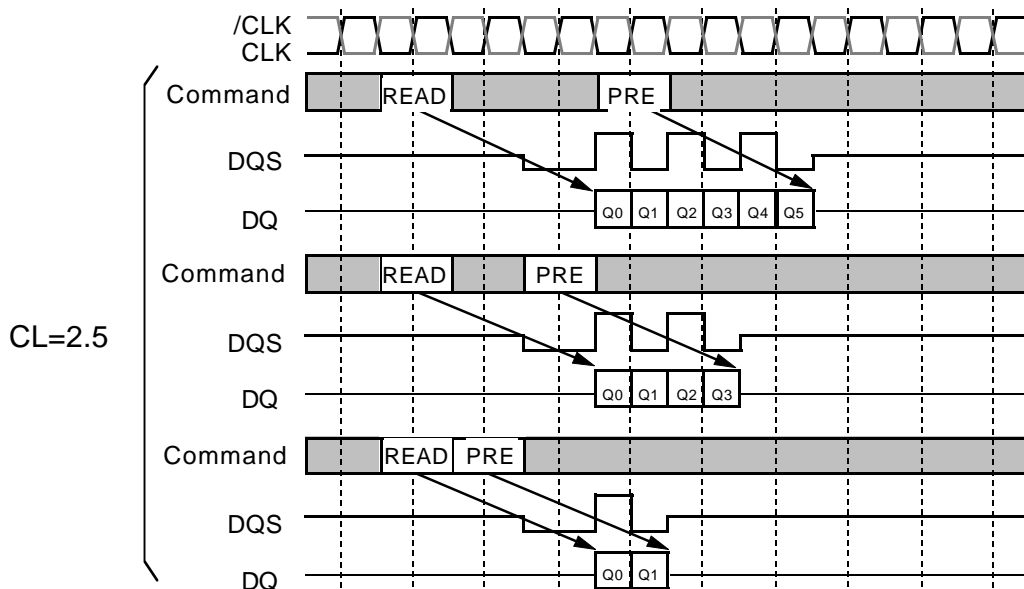 /CLK
CLK
Command READ PRE
DQS
DQ Q0 Q1 Q2 Q3 Q4 Q5
Command READ PRE
CL=2.5
DQS
DQ Q0 Q1 Q2 Q3
Command READ PRE
DQS
DQ Q0 Q1